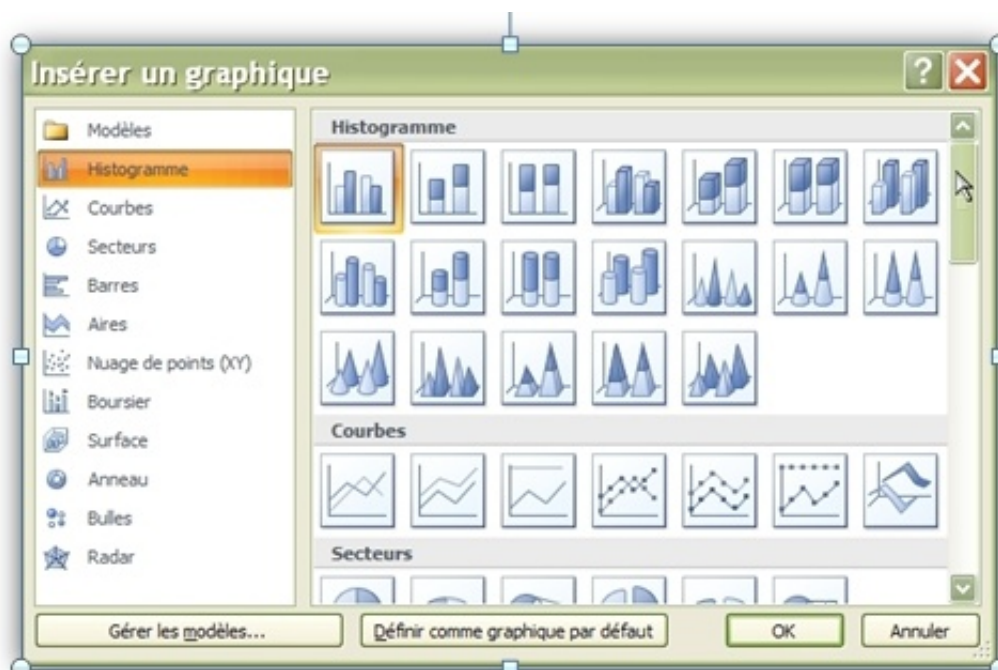 Insérer un graphique
Modèles
Histogramme
Courbes
Secteurs
Barres
Aires
Nuage de points (XY)
Boursier
Surface
Anneau
Bulles
Radar
Histogramme
Courbes
Secteurs
Gérer les modèles...
Définir comme graphique par défaut
OK
Annuler